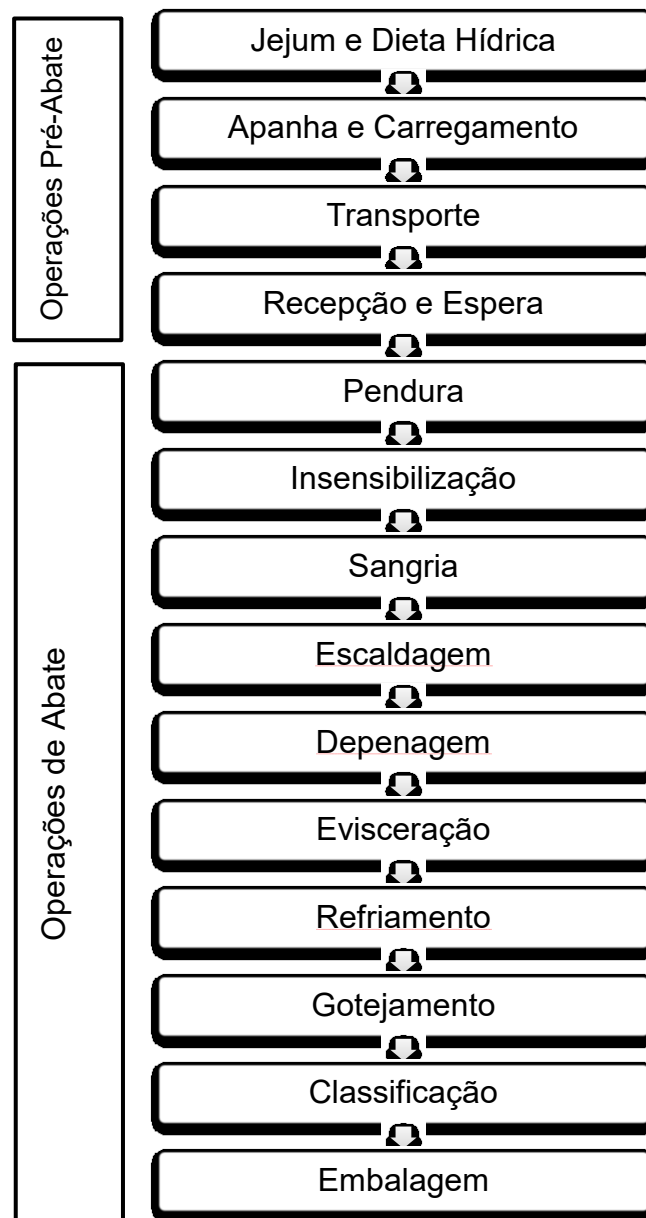 Operações Pré-Abate
Jejum e Dieta Hídrica
Apanha e Carregamento
Transporte
Recepção e Espera
Operações de Abate
Pendura
Insensibilização
Sangria
Escaldagem
Depenagem
Evisceração
Refriamento
Gotejamento
Classificação
Embalagem